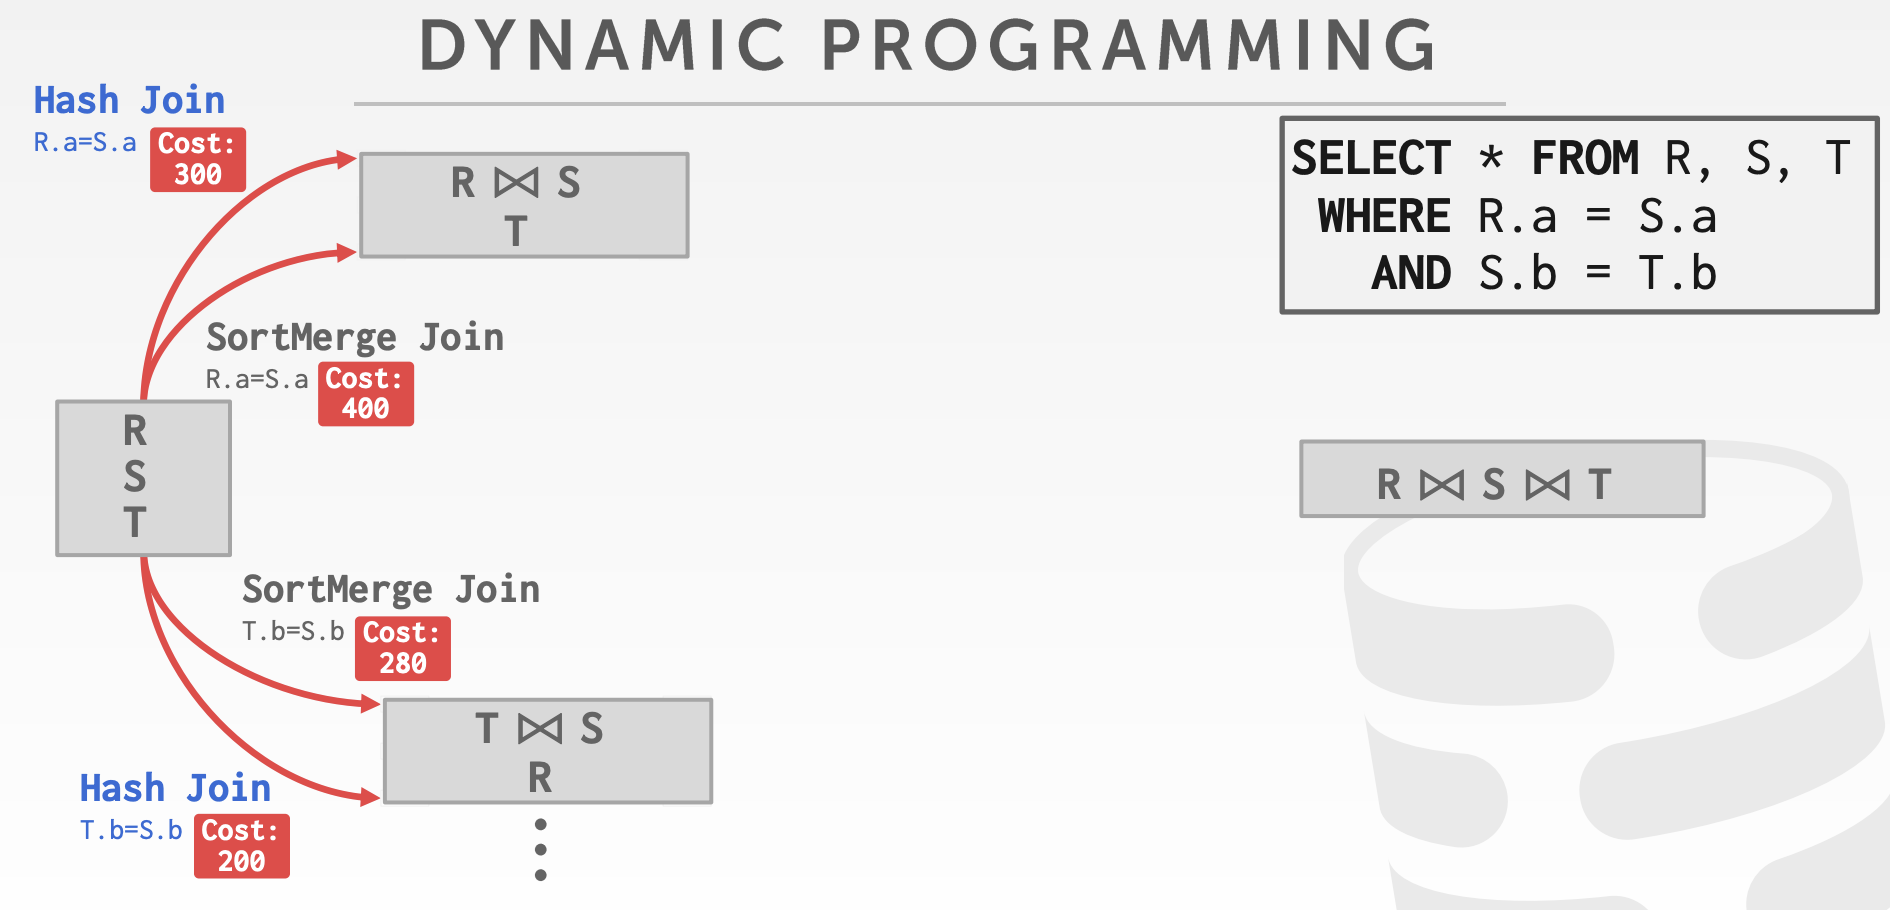 DYNAMIC PROGRAMMING
Hash Join
R.a=S.a
Cost:
300
R ⋈ S
T
SELECT * FROM R, S, T
WHERE R.a = S.a
AND S.b = T.b
SortMerge Join
R.a=S.a
Cost:
400
R
S
T
R ⋈ S ⋈ T
SortMerge Join
T.b=S.b
Cost:
280
T ⋈ S
R
Hash Join
T.b=S.b
Cost:
200